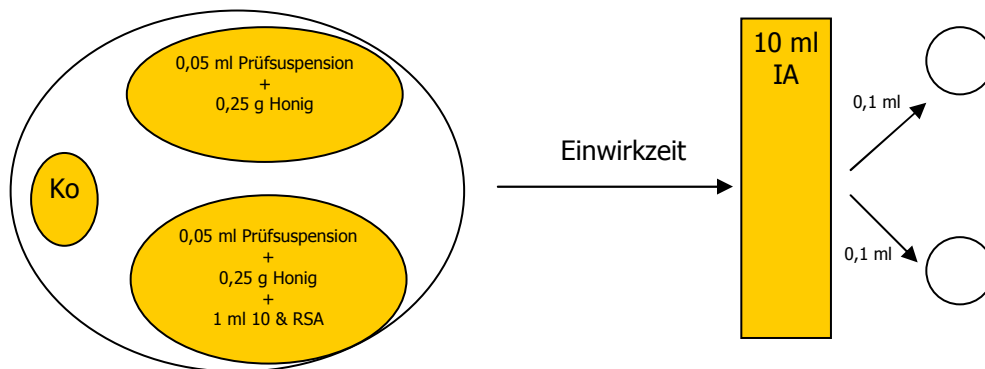 0,05 ml Prüfsuspension
+
0,25 g Honig
Ko
0,05 ml Prüfsuspension
+
0,25 g Honig
+
1 ml 10 & RSA
Einwirkzeit
10 ml
IA
0,1 ml
0,1 ml